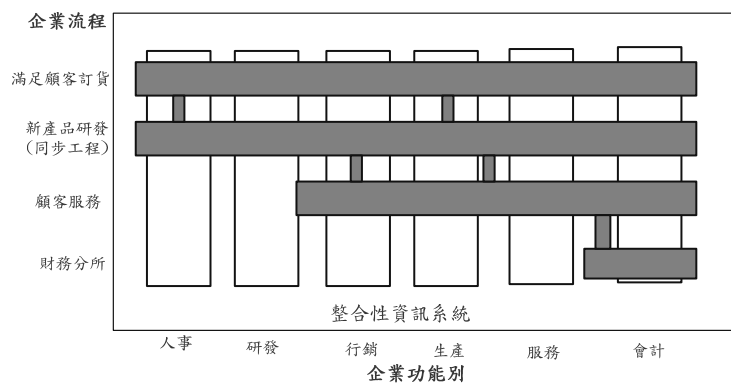 企業流程
滿足顧客訂貨
新產品研發
(同步工程)
顧客服務
財務分所
整合性資訊系統
人事 研發 行銷 生產 服務 會計
企業功能別